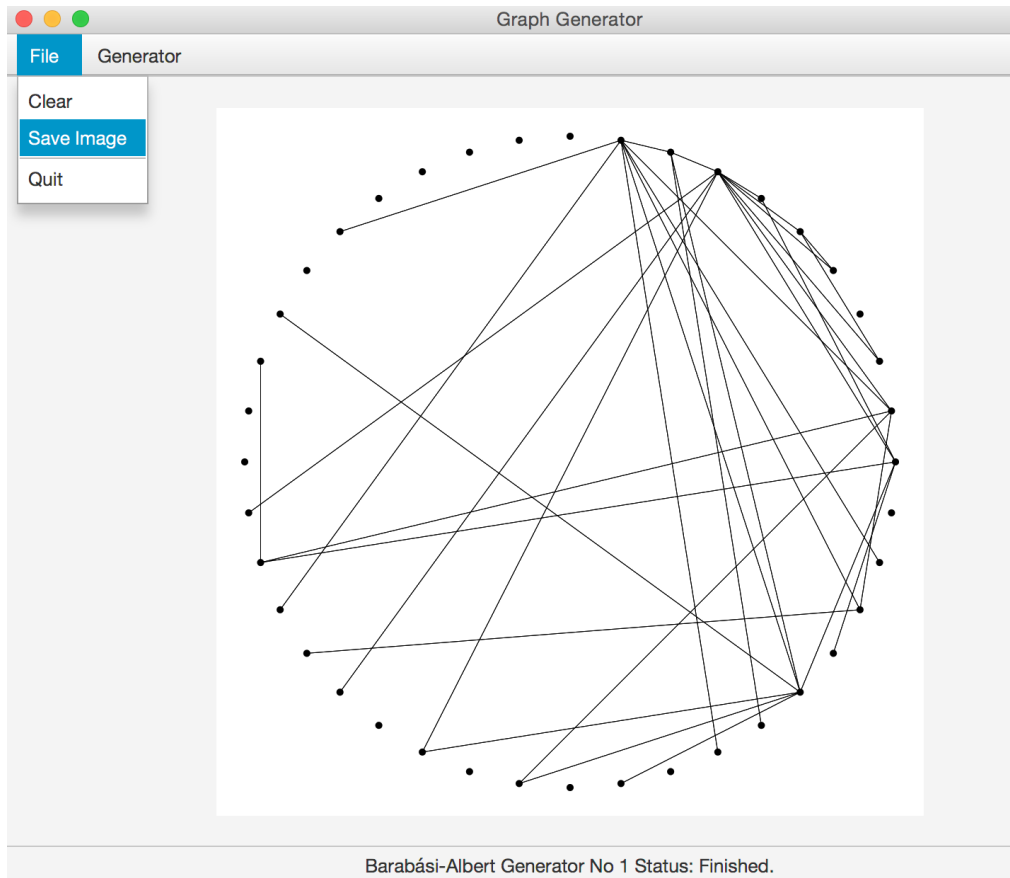 Graph Generator
File Generator
Clear
Save Image
Quit
Barabási-Albert Generator No 1 Status: Finished.